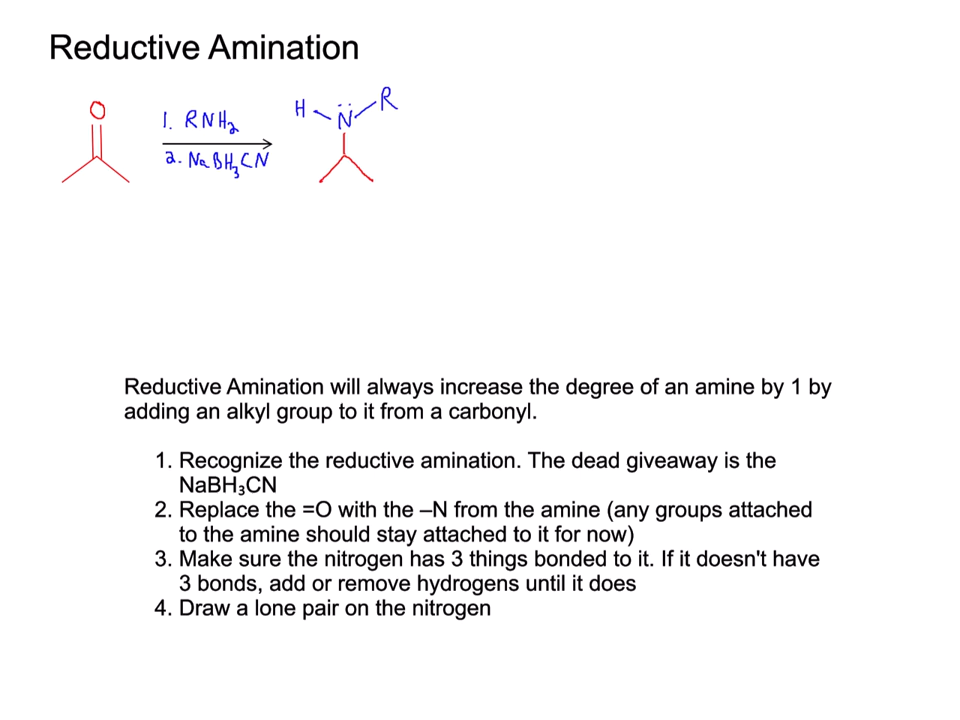 Reductive Amination
O
1. RNH₂
2. NaBH₃CN
H N̈ R
Reductive Amination will always increase the degree of an amine by 1 by
adding an alkyl group to it from a carbonyl.
1. Recognize the reductive amination. The dead giveaway is the
NaBH₃CN
2. Replace the =O with the –N from the amine (any groups attached
to the amine should stay attached to it for now)
3. Make sure the nitrogen has 3 things bonded to it. If it doesn't have
3 bonds, add or remove hydrogens until it does
4. Draw a lone pair on the nitrogen